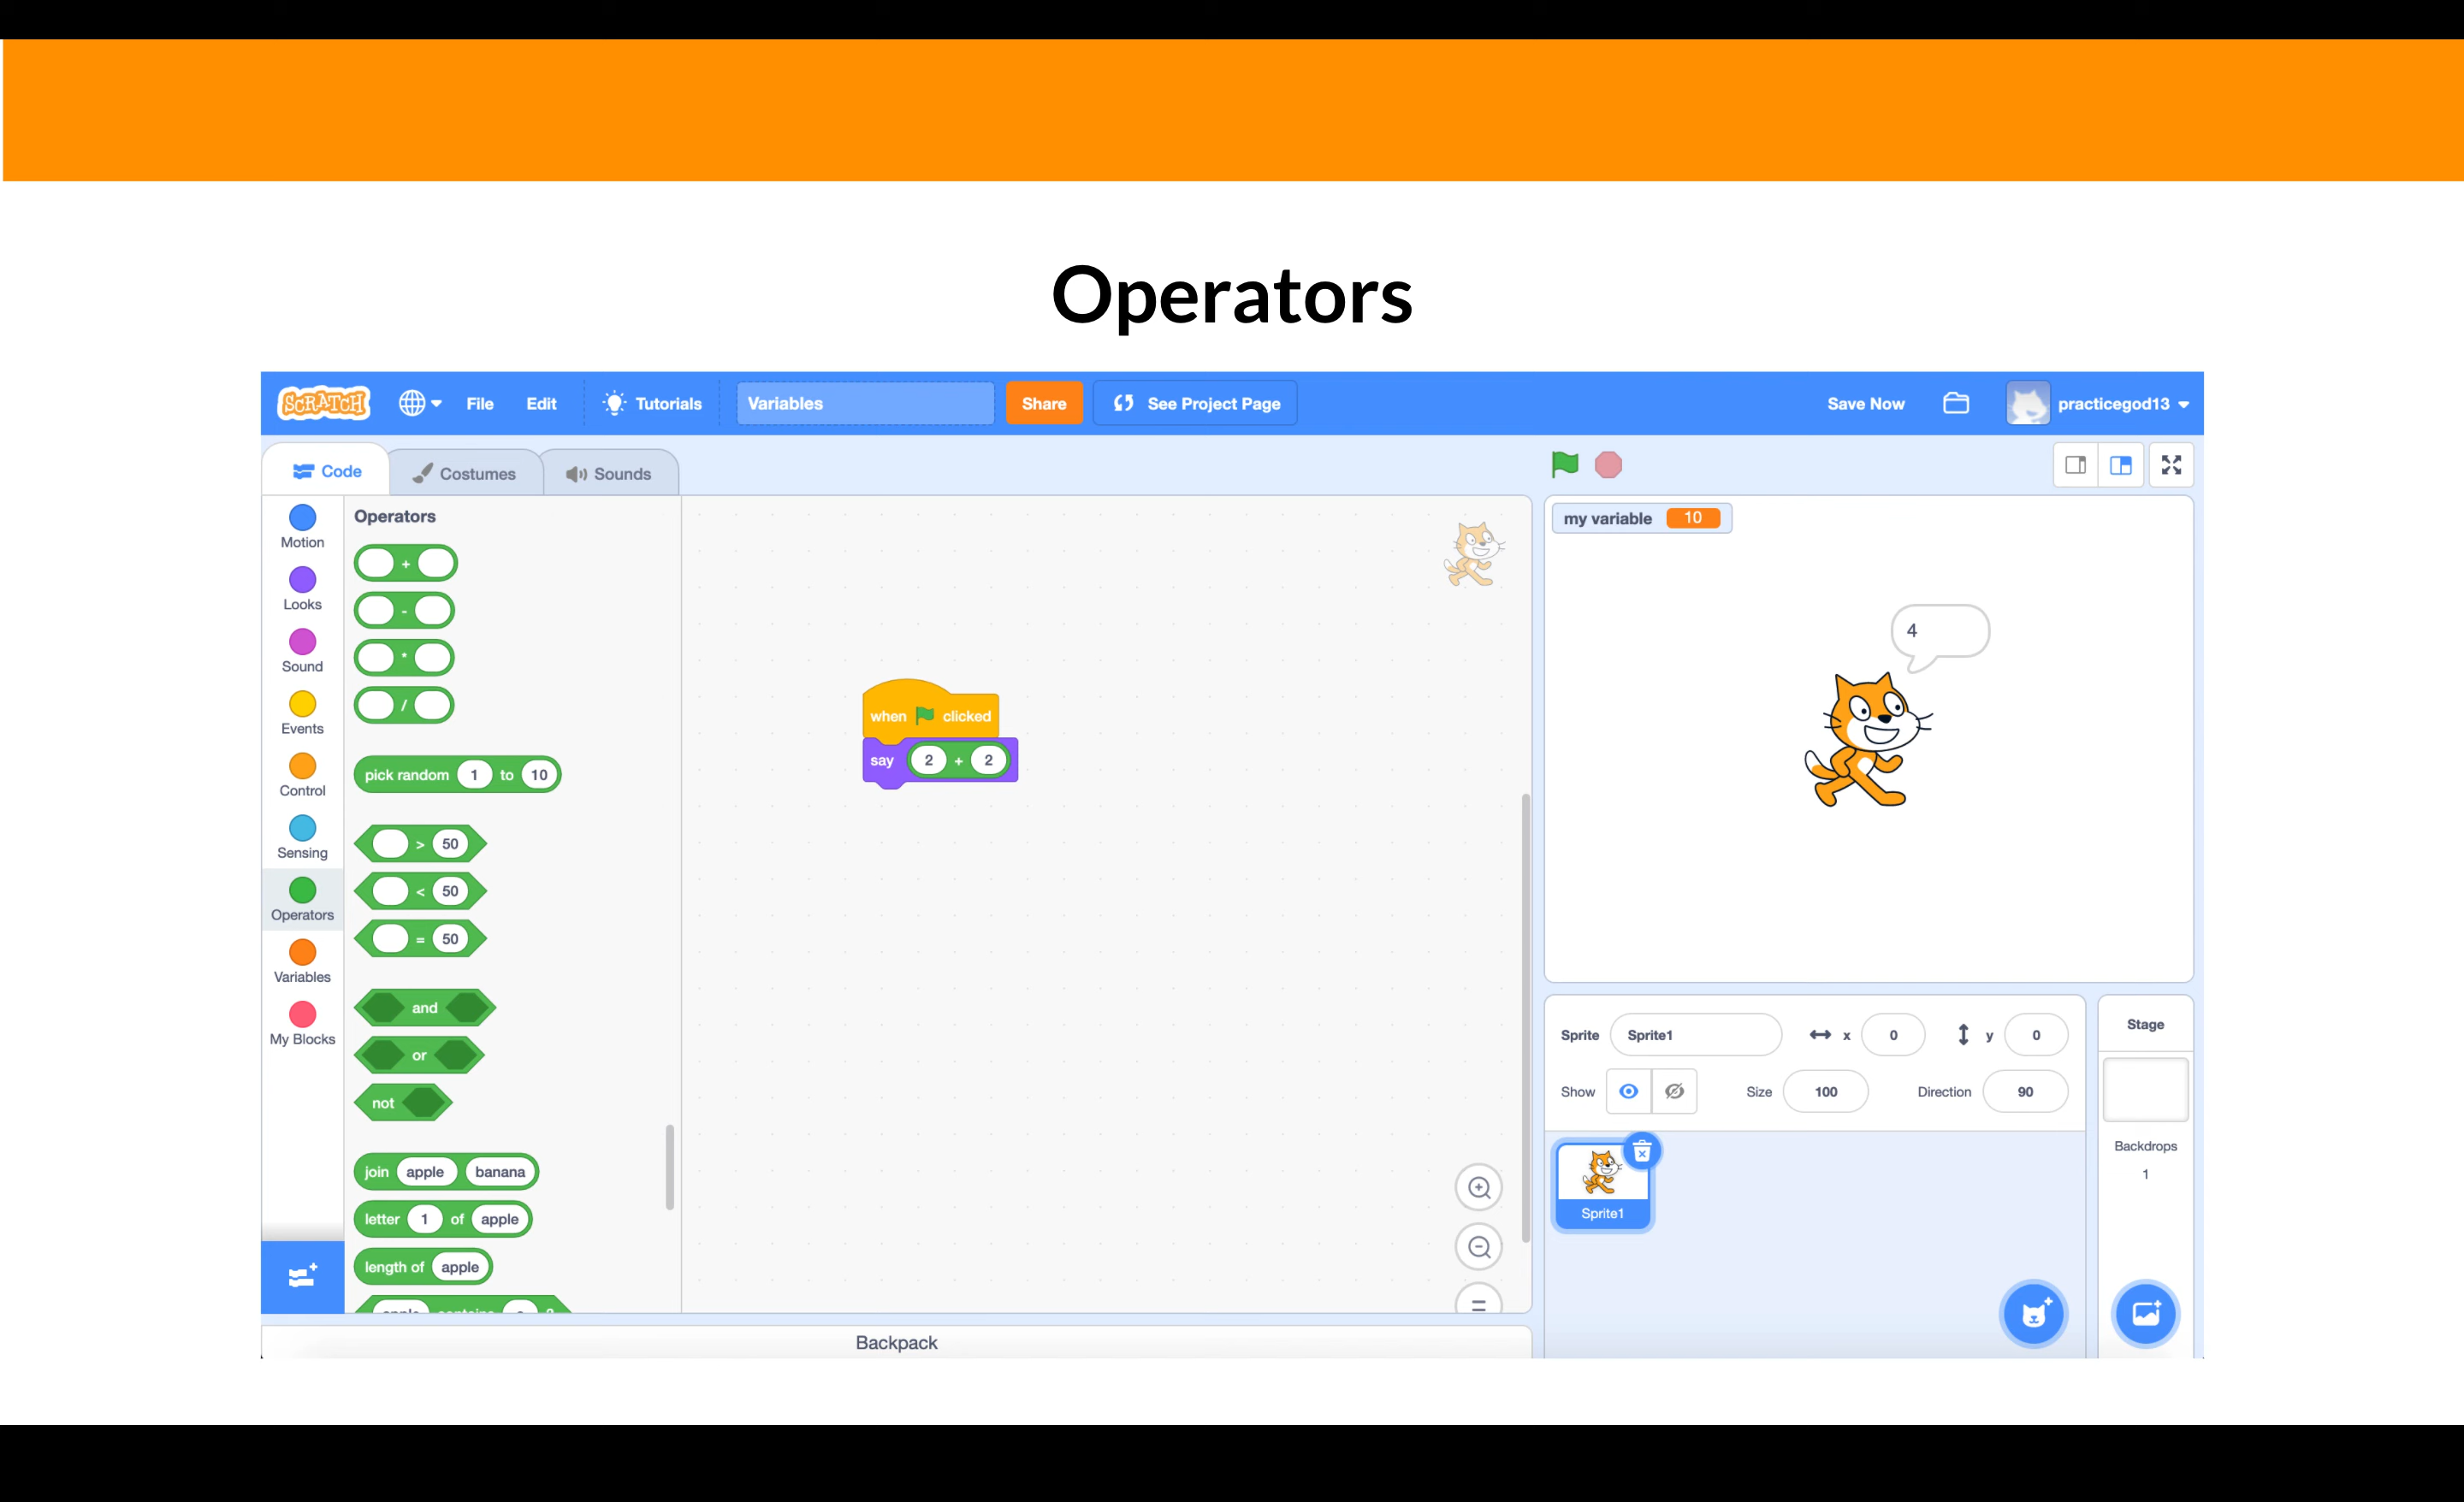 Operators
SCRATCH File Edit Tutorials Variables Share See Project Page Save Now practicegod13
Code Costumes Sounds
Motion
Looks
Sound
Events
Control
Sensing
Operators
Variables
My Blocks
Operators
+
-
*
/
pick random 1 to 10
> 50
< 50
= 50
and
or
not
join apple banana
letter 1 of apple
length of apple
when clicked
say 2 + 2
my variable 10
4
Sprite Sprite1 x 0 y 0
Show Size 100 Direction 90
Sprite1
Stage
Backdrops
1
Backpack